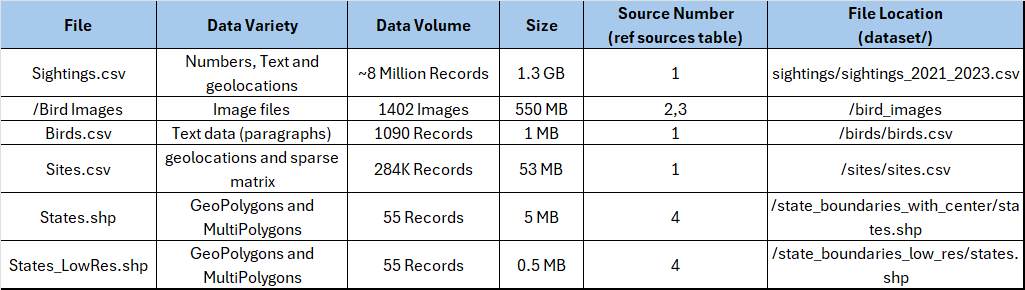 File Data Variety Data Volume Size Source Number (ref sources table) File Location (dataset/)
Sightings.csv Numbers, Text and geolocations ~8 Million Records 1.3 GB 1 sightings/sightings_2021_2023.csv
/Bird Images Image files 1402 Images 550 MB 2,3 /bird_images
Birds.csv Text data (paragraphs) 1090 Records 1 MB 1 /birds/birds.csv
Sites.csv geolocations and sparse matrix 284K Records 53 MB 1 /sites/sites.csv
States.shp GeoPolygons and MultiPolygons 55 Records 5 MB 4 /state_boundaries_with_center/states.shp
States_LowRes.shp GeoPolygons and MultiPolygons 55 Records 0.5 MB 4 /state_boundaries_low_res/states.shp